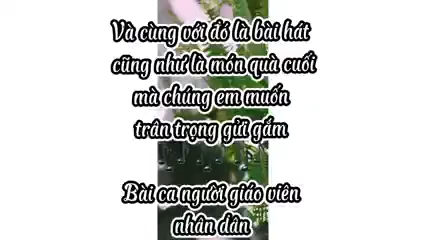 Và cùng với đó là bài hát
cũng như là món quà cuối
mà chúng em muốn
trân trọng gửi gắm
Bài ca người giáo viên
nhân dân